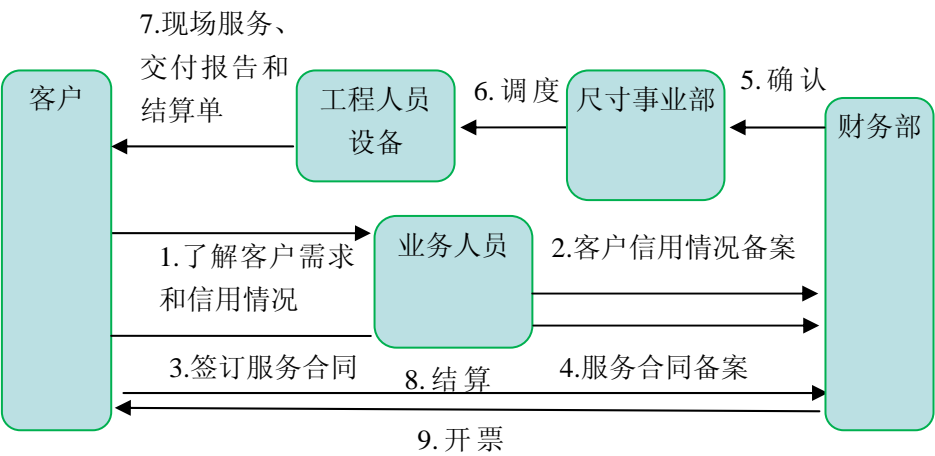 7.现场服务、
交付报告和
结算单
客户
工程人员
设备
6.调度
尺寸事业部
5.确认
财务部
业务人员
1.了解客户需求
和信用情况
2.客户信用情况备案
3.签订服务合同
8.结算
4.服务合同备案
9.开票